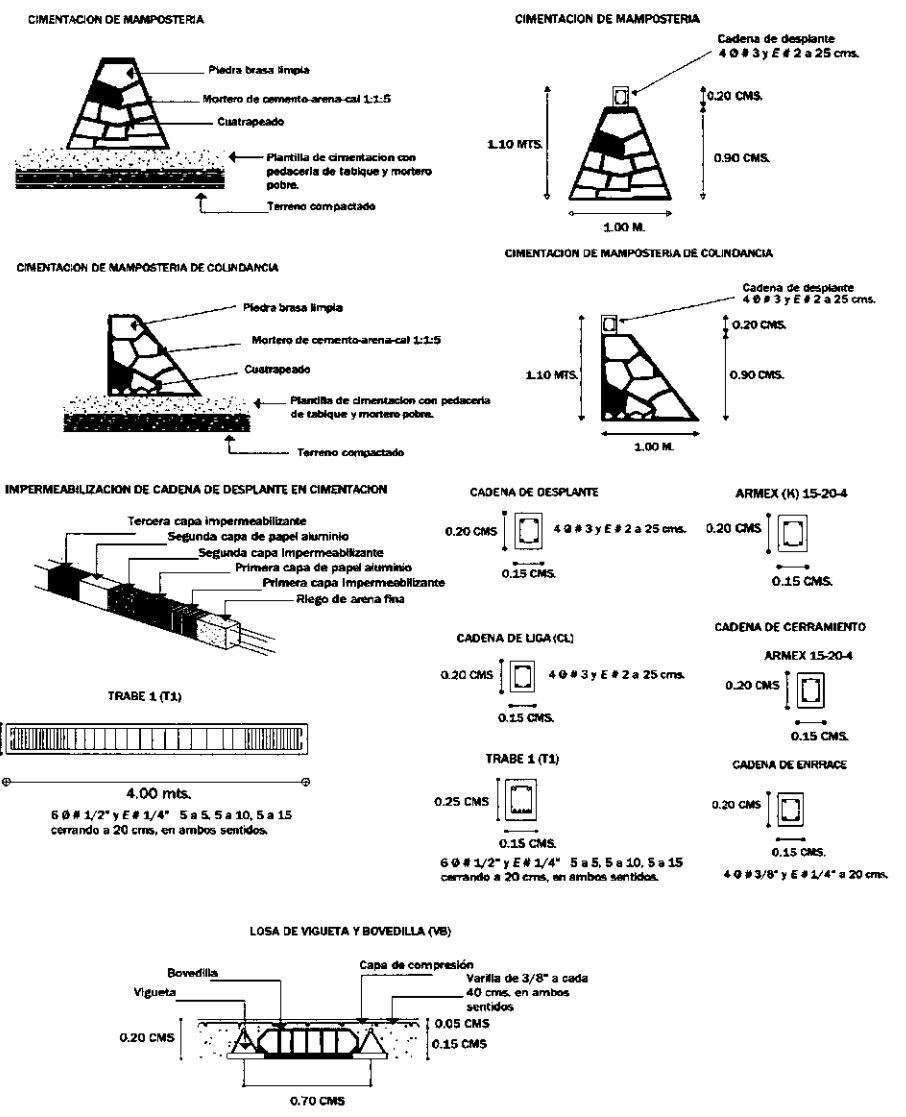 CIMENTACION DE MAMPOSTERIA
Piedra brasa limpia
Mortero de cemento-arena-cal 1:1:5
Cuatrapeado
Plantilla de cimentacion con
pedaceria de tabique y mortero
pobre.
Terreno compactado
CIMENTACION DE MAMPOSTERIA
Cadena de desplante
4 Ø # 3 y E # 2 a 25 cms.
0.20 CMS.
1.10 MTS.
0.90 CMS.
1.00 M.
CIMENTACION DE MAMPOSTERIA DE COLINDANCIA
Piedra brasa limpia
Mortero de cemento-arena-cal 1:1:5
Cuatrapeado
Plantilla de cimentacion con pedaceria
de tabique y mortero pobre.
Terreno compactado
CIMENTACION DE MAMPOSTERIA DE COLINDANCIA
Cadena de desplante
4 Ø # 3 y E # 2 a 25 cms.
0.20 CMS.
1.10 MTS.
0.90 CMS.
1.00 M.
IMPERMEABILIZACION DE CADENA DE DESPLANTE EN CIMENTACION
Tercera capa impermeabilizante
Segunda capa de papel aluminio
Segunda capa Impermeabilizante
Primera capa de papel aluminio
Primera capa Impermeabilizante
Riego de arena fina
CADENA DE DESPLANTE
0.20 CMS
4 Ø # 3 y E # 2 a 25 cms.
0.15 CMS.
ARMEX (K) 15-20-4
0.20 CMS
0.15 CMS.
CADENA DE LIGA (CL)
0.20 CMS
4 Ø # 3 y E # 2 a 25 cms.
0.15 CMS.
CADENA DE CERRAMIENTO
ARMEX 15-20-4
0.20 CMS
0.15 CMS.
TRABE 1 (T1)
4.00 mts.
6 Ø # 1/2" y E # 1/4" 5 a 5, 5 a 10, 5 a 15
cerrando a 20 cms, en ambos sentidos.
TRABE 1 (T1)
0.25 CMS
0.15 CMS.
6 Ø # 1/2" y E # 1/4" 5 a 5, 5 a 10, 5 a 15
cerrando a 20 cms, en ambos sentidos.
CADENA DE ENRRACE
0.20 CMS
0.15 CMS.
4 Ø # 3/8" y E # 1/4" a 20 cms.
LOSA DE VIGUETA Y BOVEDILLA (VB)
Bovedilla
Vigueta
Capa de compresión
Varilla de 3/8" a cada
40 cms, en ambos
sentidos
0.20 CMS
0.05 CMS
0.15 CMS
0.70 CMS